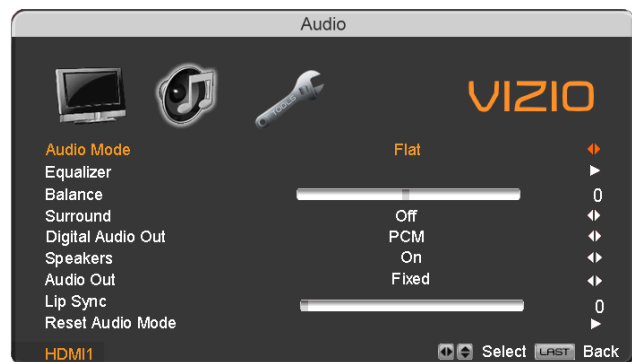 Audio
TOOLS
VIZIO
Audio Mode Flat
Equalizer
Balance 0
Surround Off
Digital Audio Out PCM
Speakers On
Audio Out Fixed
Lip Sync 0
Reset Audio Mode
HDMI1 Select LAST Back